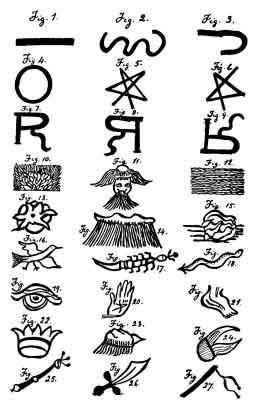 Fig. 1. Fig. 2. Fig. 3.
Fig. 4. Fig. 5. Fig. 6.
Fig. 7. Fig. 8. Fig. 9.
Fig. 10. Fig. 11. Fig. 12.
Fig. 13. Fig. 14. Fig. 15.
Fig. 16. Fig. 17. Fig. 18.
Fig. 19. Fig. 20. Fig. 21.
Fig. 22. Fig. 23. Fig. 24.
Fig. 25. Fig. 26. Fig. 27.